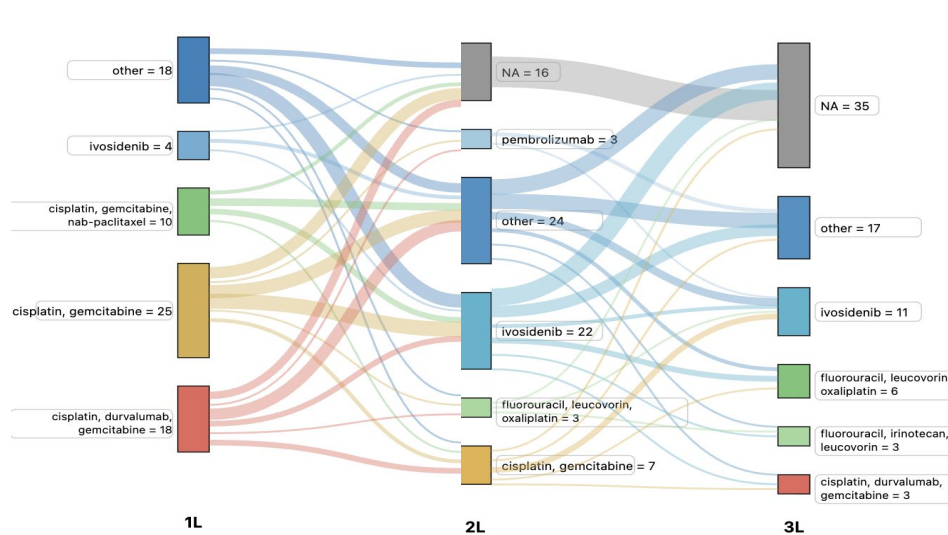 other = 18
ivosidenib = 4
cisplatin, gemcitabine,
nab-paclitaxel = 10
cisplatin, gemcitabine = 25
cisplatin, durvalumab,
gemcitabine = 18
NA = 16
pembrolizumab = 3
other = 24
ivosidenib = 22
fluorouracil, leucovorin,
oxaliplatin = 3
cisplatin, gemcitabine = 7
NA = 35
other = 17
ivosidenib = 11
fluorouracil, leucovorin
oxaliplatin = 6
fluorouracil, irinotecan,
leucovorin = 3
cisplatin, durvalumab,
gemcitabine = 3
1L
2L
3L